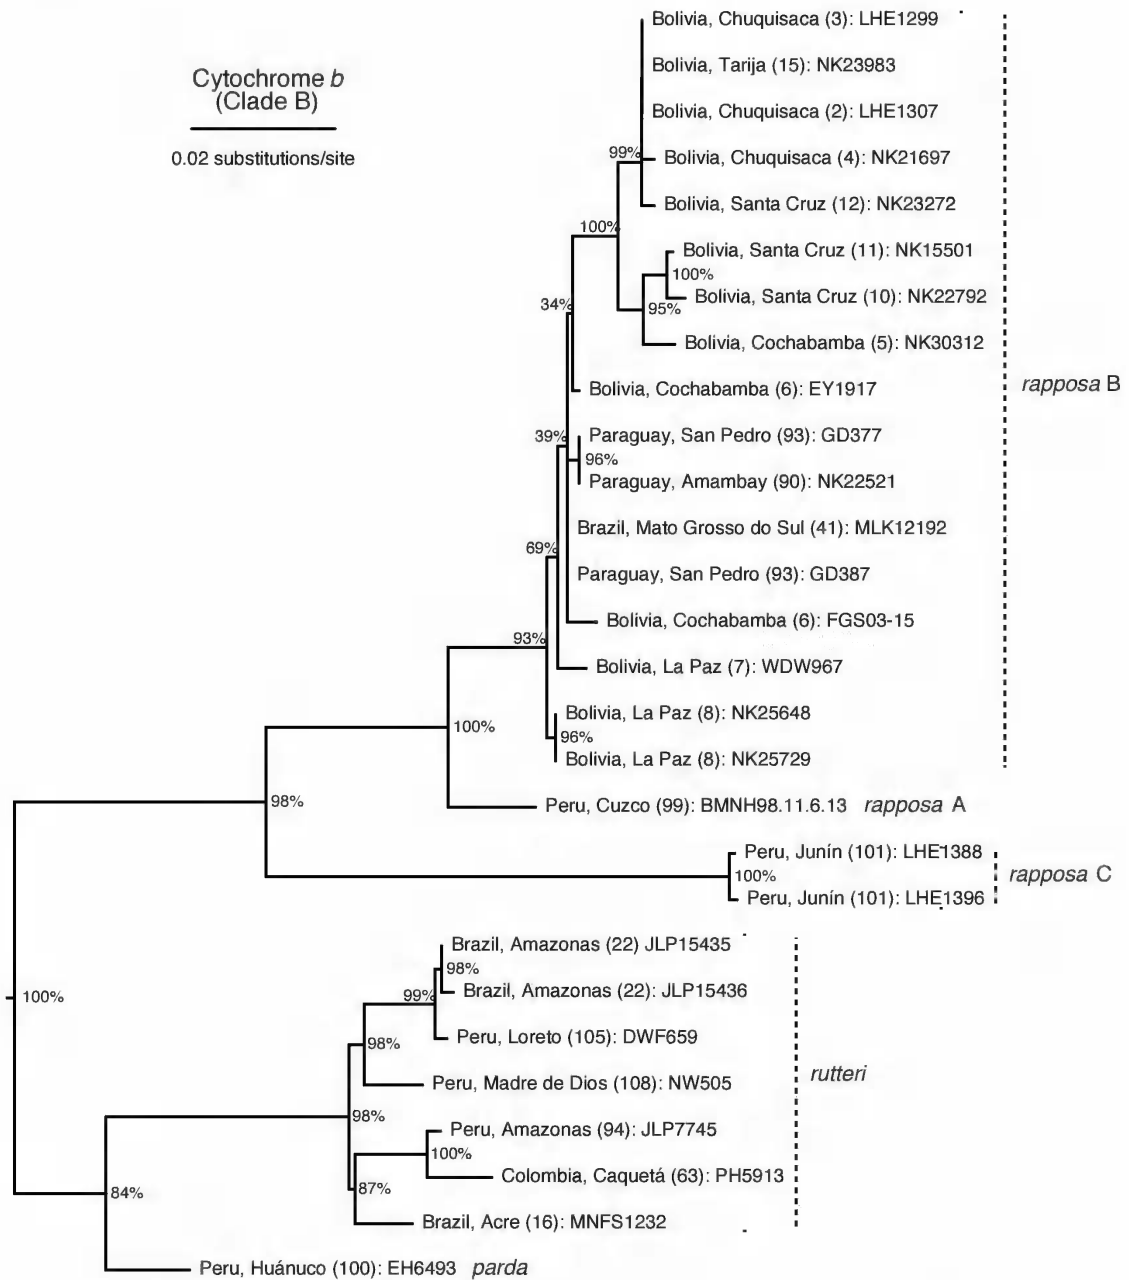 Cytochrome b
(Clade B)
0.02 substitutions/site
Bolivia, Chuquisaca (3): LHE1299
Bolivia, Tarija (15): NK23983
Bolivia, Chuquisaca (2): LHE1307
99%
Bolivia, Chuquisaca (4): NK21697
Bolivia, Santa Cruz (12): NK23272
100%
Bolivia, Santa Cruz (11): NK15501
100%
Bolivia, Santa Cruz (10): NK22792
34%
95%
Bolivia, Cochabamba (5): NK30312
rapposa B
Bolivia, Cochabamba (6): EY1917
39%
Paraguay, San Pedro (93): GD377
96%
Paraguay, Amambay (90): NK22521
Brazil, Mato Grosso do Sul (41): MLK12192
69%
Paraguay, San Pedro (93): GD387
Bolivia, Cochabamba (6): FGS03-15
93%
Bolivia, La Paz (7): WDW967
Bolivia, La Paz (8): NK25648
100%
96%
Bolivia, La Paz (8): NK25729
98%
Peru, Cuzco (99): BMNH98.11.6.13 rapposa A
Peru, Junín (101): LHE1388
100%
rapposa C
Peru, Junín (101): LHE1396
Brazil, Amazonas (22) JLP15435
98%
Brazil, Amazonas (22): JLP15436
100%
99%
Peru, Loreto (105): DWF659
98%
rutteri
Peru, Madre de Dios (108): NW505
98%
Peru, Amazonas (94): JLP7745
100%
Colombia, Caquetá (63): PH5913
84%
87%
Brazil, Acre (16): MNFS1232
Peru, Huánuco (100): EH6493 parda